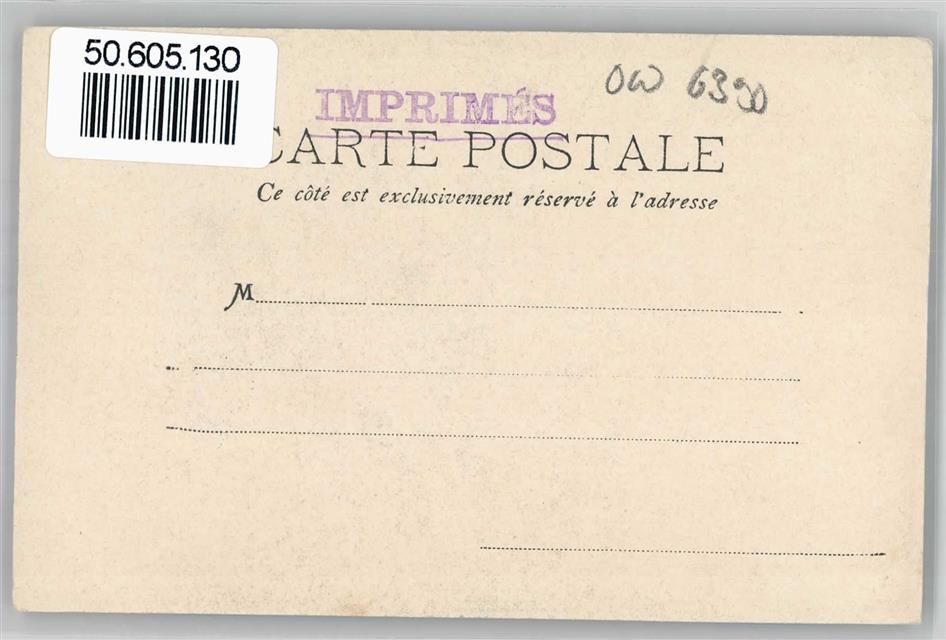 50.605.130
IMPRIMÉS
OW 6390
CARTE POSTALE
Ce côté est exclusivement réservé à l'adresse
M